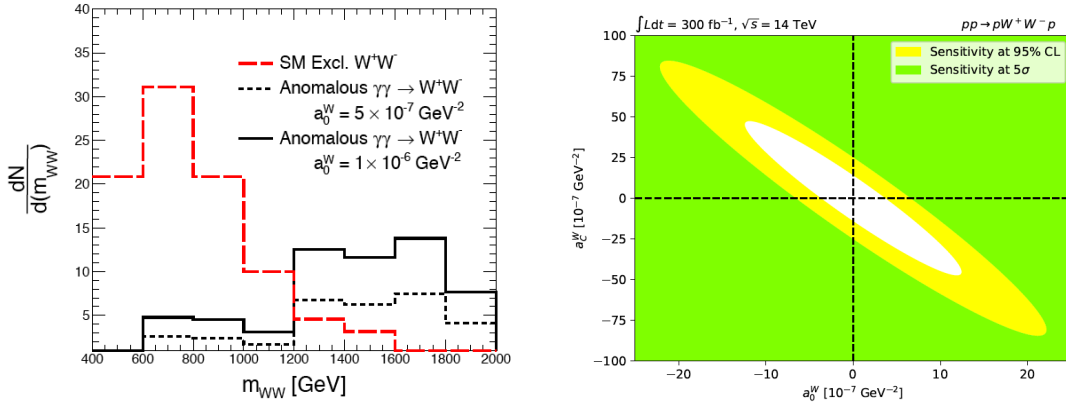 40
35
30
25
20
15
10
5
dN
d(m_WW)
SM Excl. W⁺W⁻
Anomalous γγ → W⁺W⁻
a₀ᵂ = 5 × 10⁻⁷ GeV⁻²
Anomalous γγ → W⁺W⁻
a₀ᵂ = 1 × 10⁻⁶ GeV⁻²
400 600 800 1000 1200 1400 1600 1800 2000
m_WW [GeV]
∫Ldt = 300 fb⁻¹, √s = 14 TeV
pp → pW⁺W⁻p
Sensitivity at 95% CL
Sensitivity at 5σ
100
75
50
25
0
−25
−50
−75
−100
a_C^W [10⁻⁷ GeV⁻²]
−20 −10 0 10 20
a₀ᵂ [10⁻⁷ GeV⁻²]